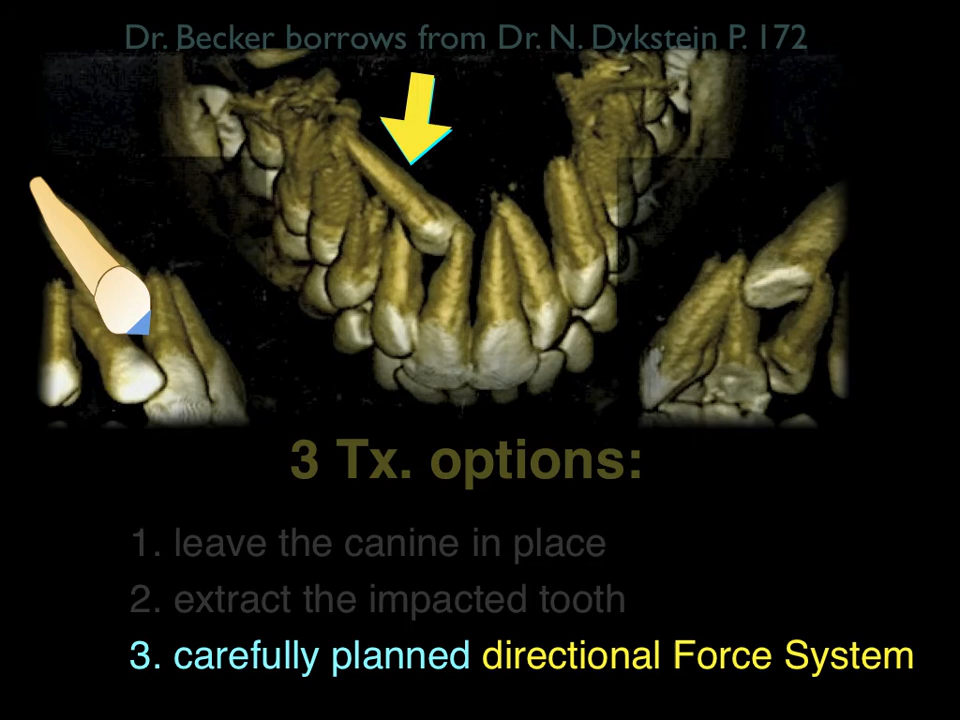 Dr. Becker borrows from Dr. N. Dykstein P. 172
3 Tx. options:
1. leave the canine in place
2. extract the impacted tooth
3. carefully planned directional Force System